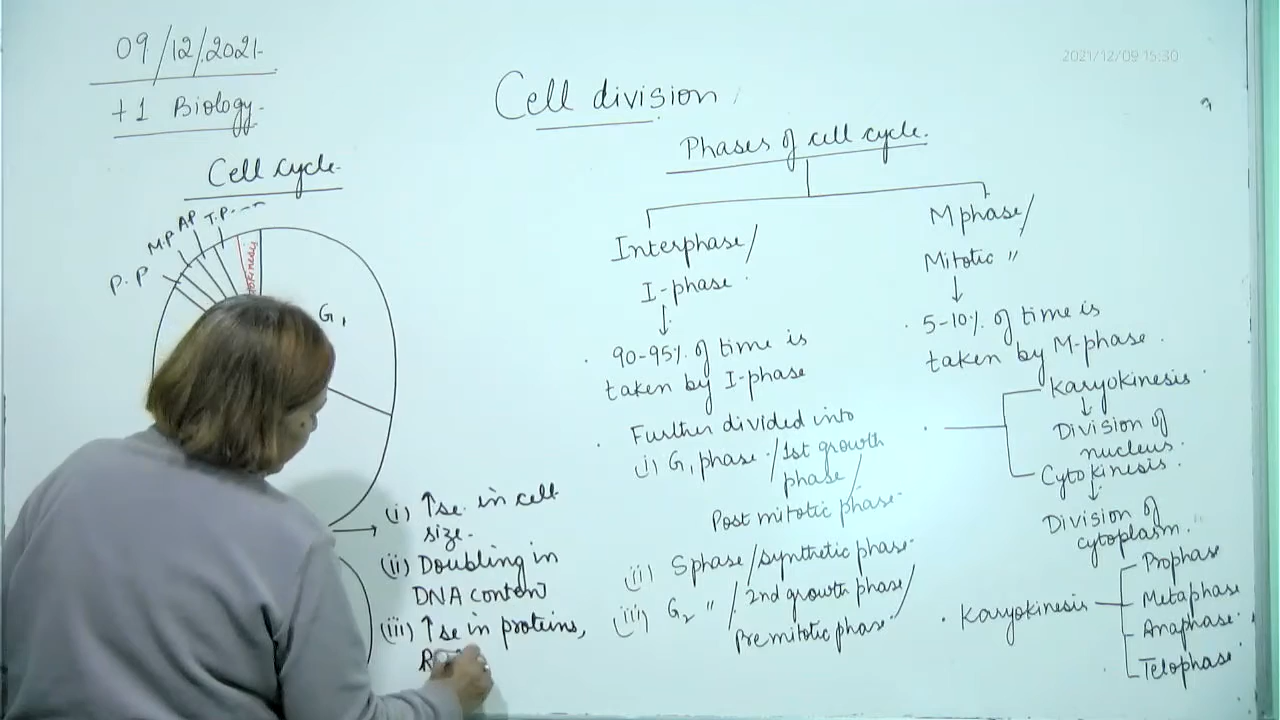 09/12/2021
+1 Biology
Cell cycle
P.P
M.P
AP
T.P
G1
(i) ↑se in cell
size.
(ii) Doubling in
DNA content
(iii) ↑se in proteins,
2021/12/09 15:30
Cell division
Phases of cell cycle.
Interphase/
I-phase
↓
90-95% of time is
taken by I-phase
Further divided into
(i) G1 phase / 1st growth
phase/
Post mitotic phase
(ii) S phase / synthetic phase
(iii) G2 " / 2nd growth phase/
Premitotic phase
M phase/
Mitotic "
↓
5-10% of time is
taken by M-phase.
Karyokinesis
↓
Division of
nucleus.
Cytokinesis.
↓
Division of
cytoplasm.
Karyokinesis
Prophase
Metaphase
Anaphase
Telophase